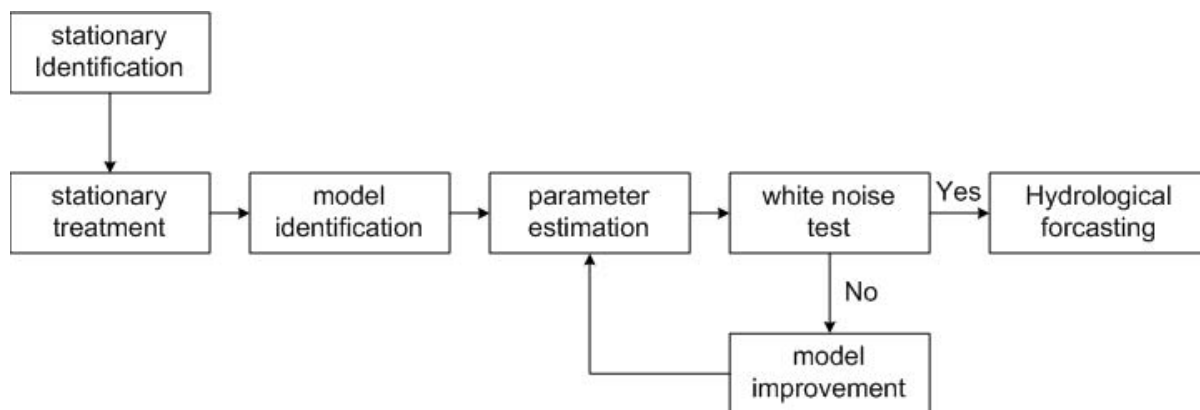 stationary
Identification
stationary
treatment
model
identification
parameter
estimation
white noise
test
Yes
Hydrological
forcasting
No
model
improvement